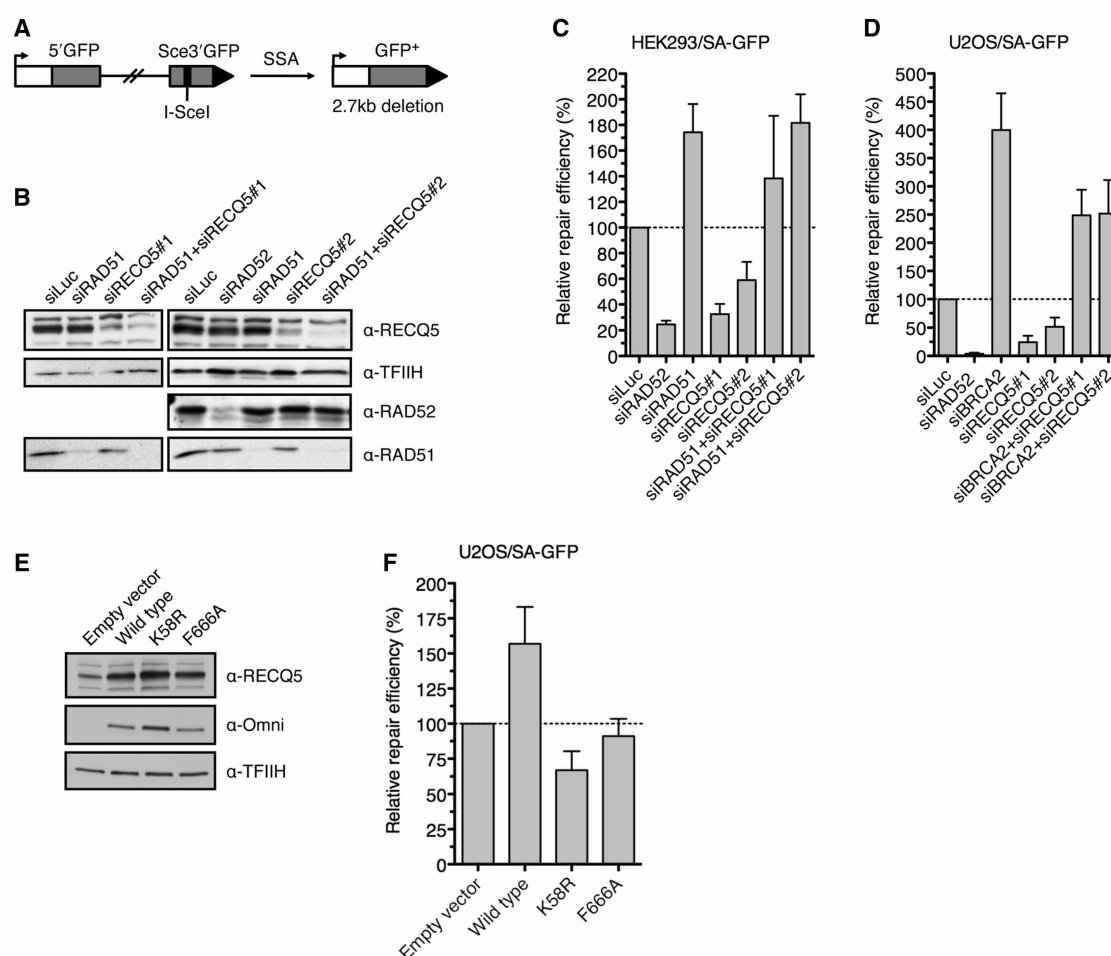 A
5′GFP
Sce3′GFP
SSA
GFP+
I-SceI
2.7kb deletion
B
siLuc
siRAD51
siRECQ5#1
siRAD51+siRECQ5#1
siLuc
siRAD52
siRAD51
siRECQ5#2
siRAD51+siRECQ5#2
α-RECQ5
α-TFIIH
α-RAD52
α-RAD51
C
HEK293/SA-GFP
Relative repair efficiency (%)
220
200
180
160
140
120
100
80
60
40
20
0
siLuc
siRAD52
siRAD51
siRECQ5#1
siRECQ5#2
siRAD51+siRECQ5#1
siRAD51+siRECQ5#2
D
U2OS/SA-GFP
Relative repair efficiency (%)
500
450
400
350
300
250
200
150
100
50
0
siLuc
siRAD52
siBRCA2
siRECQ5#1
siRECQ5#2
siBRCA2+siRECQ5#1
siBRCA2+siRECQ5#2
E
Empty vector
Wild type
K58R
F666A
α-RECQ5
α-Omni
α-TFIIH
F
U2OS/SA-GFP
Relative repair efficiency (%)
200
175
150
125
100
75
50
25
0
Empty vector
Wild type
K58R
F666A